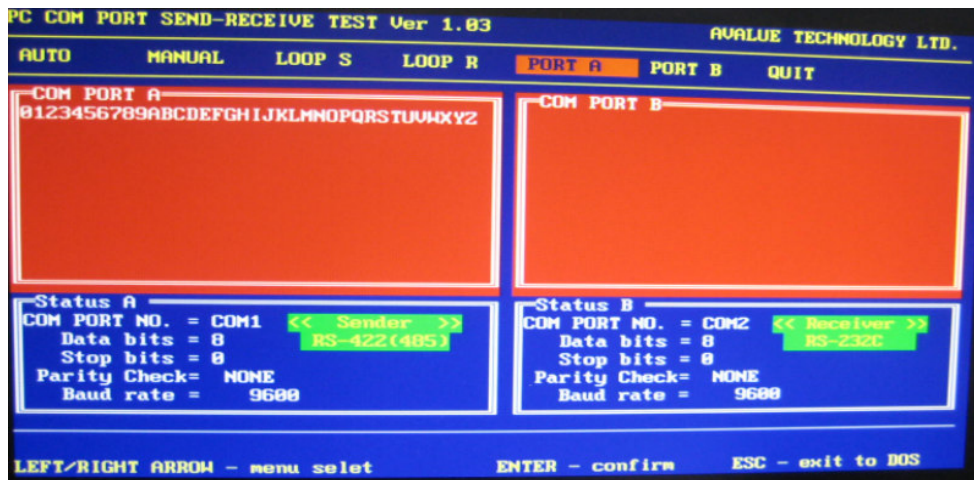 PC COM PORT SEND-RECEIVE TEST Ver 1.03
AVALUE TECHNOLOGY LTD.
AUTO MANUAL LOOP S LOOP R PORT A PORT B QUIT
COM PORT A
0123456789ABCDEFGHIJKLMNOPQRSTUVWXYZ
COM PORT B
Status A
COM PORT NO. = COM1 << Sender >>
Data bits = 8 RS-422(485)
Stop bits = 0
Parity Check= NONE
Baud rate = 9600
Status B
COM PORT NO. = COM2 << Receiver >>
Data bits = 8 RS-232C
Stop bits = 0
Parity Check= NONE
Baud rate = 9600
LEFT/RIGHT ARROW - menu selet ENTER - confirm ESC - exit to DOS